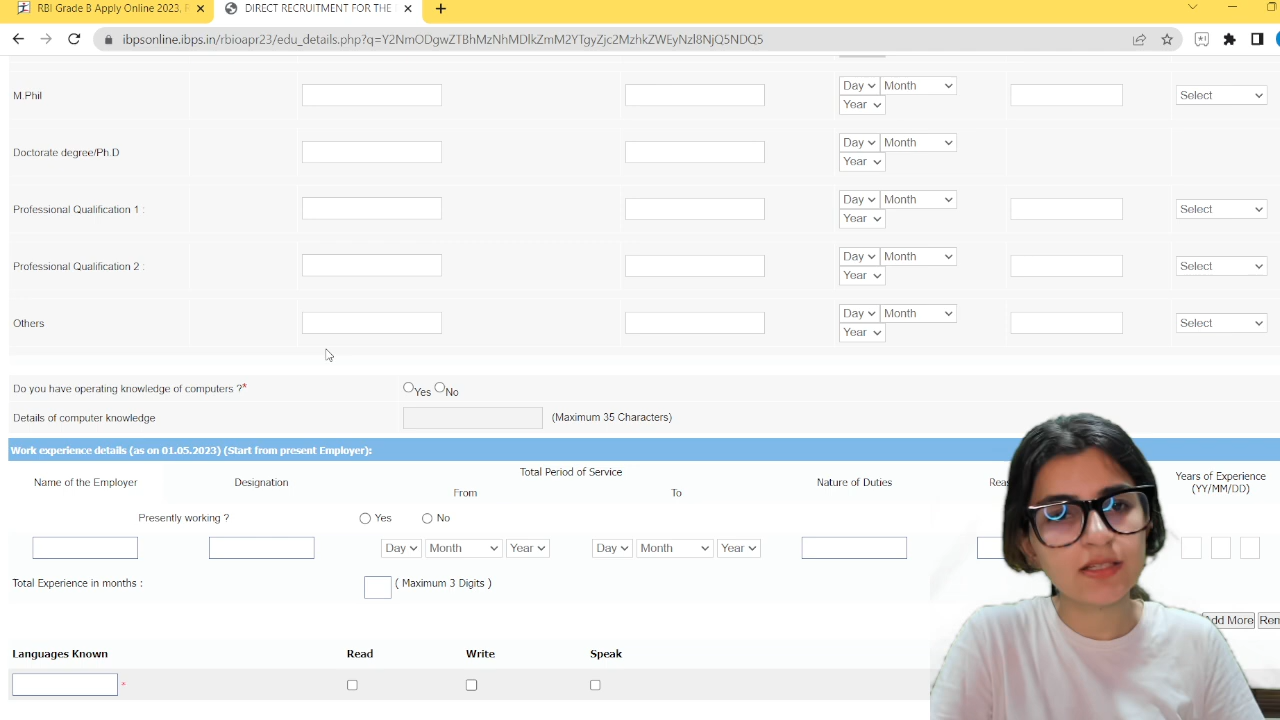 RBI Grade B Apply Online 2023, F
DIRECT RECRUITMENT FOR THE
ibpsonline.ibps.in/rbioapr23/edu_details.php?q=Y2NmODgwZTBhMzNhMDlkZmM2YTgyZjc2MzhkZWEyNzl8NjQ5NDQ5
M.Phil Day Month Select
Year
Doctorate degree/Ph.D Day Month
Year
Professional Qualification 1 : Day Month Select
Year
Professional Qualification 2 : Day Month Select
Year
Others Day Month Select
Year
Do you have operating knowledge of computers ?* Yes No
Details of computer knowledge (Maximum 35 Characters)
Work experience details (as on 01.05.2023) (Start from present Employer):
Name of the Employer Designation Total Period of Service Nature of Duties Years of Experience
From To (YY/MM/DD)
Presently working ? Yes No
Day Month Year Day Month Year
Total Experience in months : ( Maximum 3 Digits )
Add More
Languages Known Read Write Speak
*